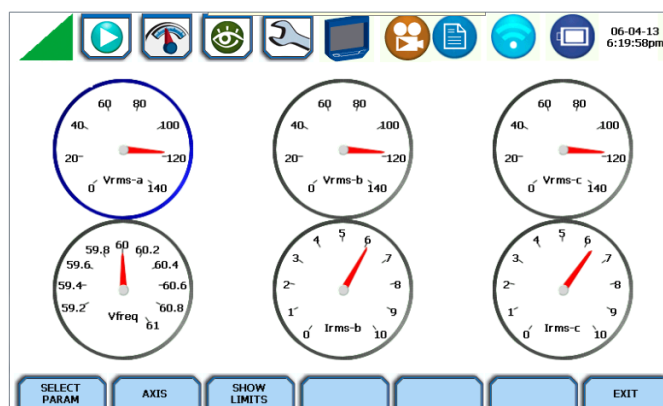 06-04-13
6:19:58pm
0 20 40 60 80 100 120 140
Vrms-a
0 20 40 60 80 100 120 140
Vrms-b
0 20 40 60 80 100 120 140
Vrms-c
59.2 59.4 59.6 59.8 60 60.2 60.4 60.6 60.8 61
Vfreq
0 1 2 3 4 5 6 7 8 9 10
Irms-b
0 1 2 3 4 5 6 7 8 9 10
Irms-c
SELECT
PARAM
AXIS
SHOW
LIMITS
EXIT